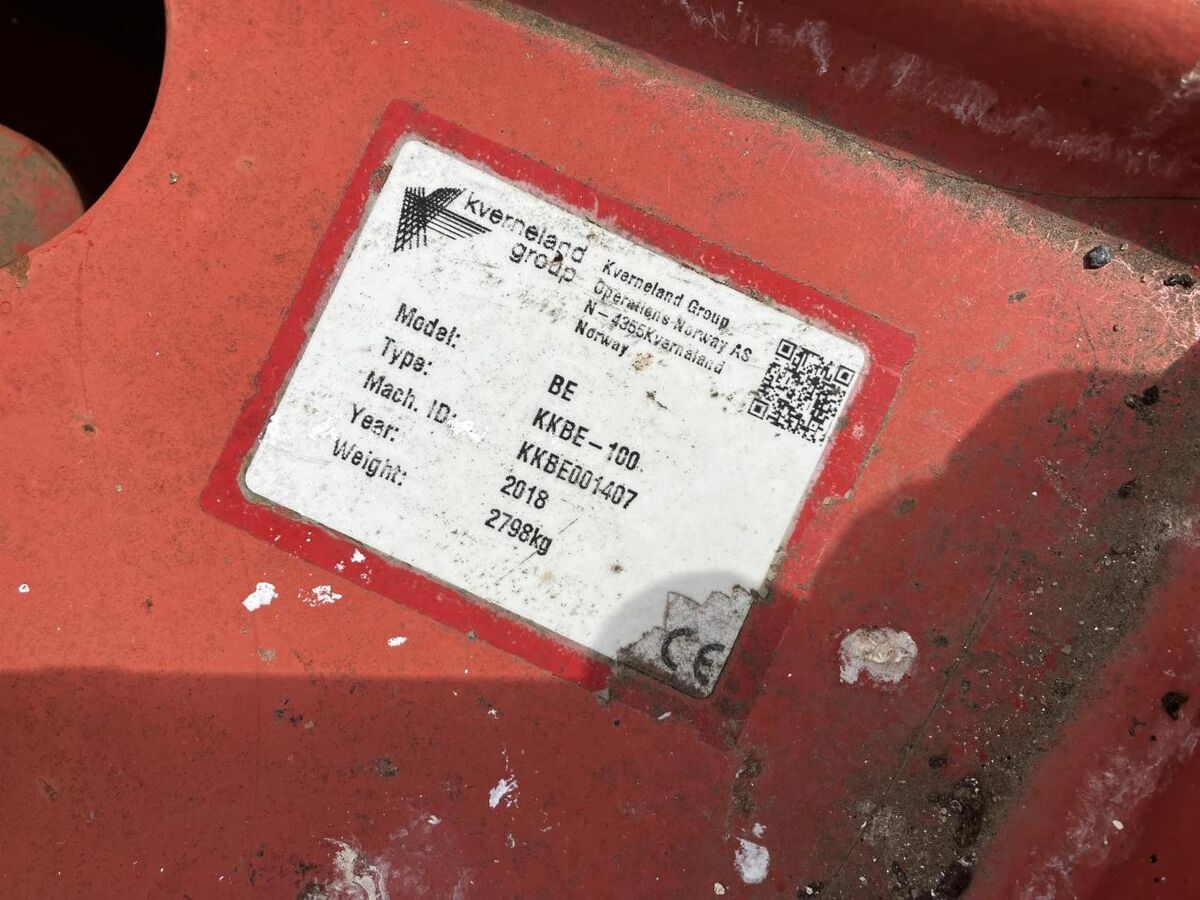 kverneland
group
Kverneland Group
Operations Norway AS
N-4355Kverneland
Norway
Model: BE
Type: KKBE-100
Mach. ID: KKBE001407
Year: 2018
Weight: 2798kg
CE